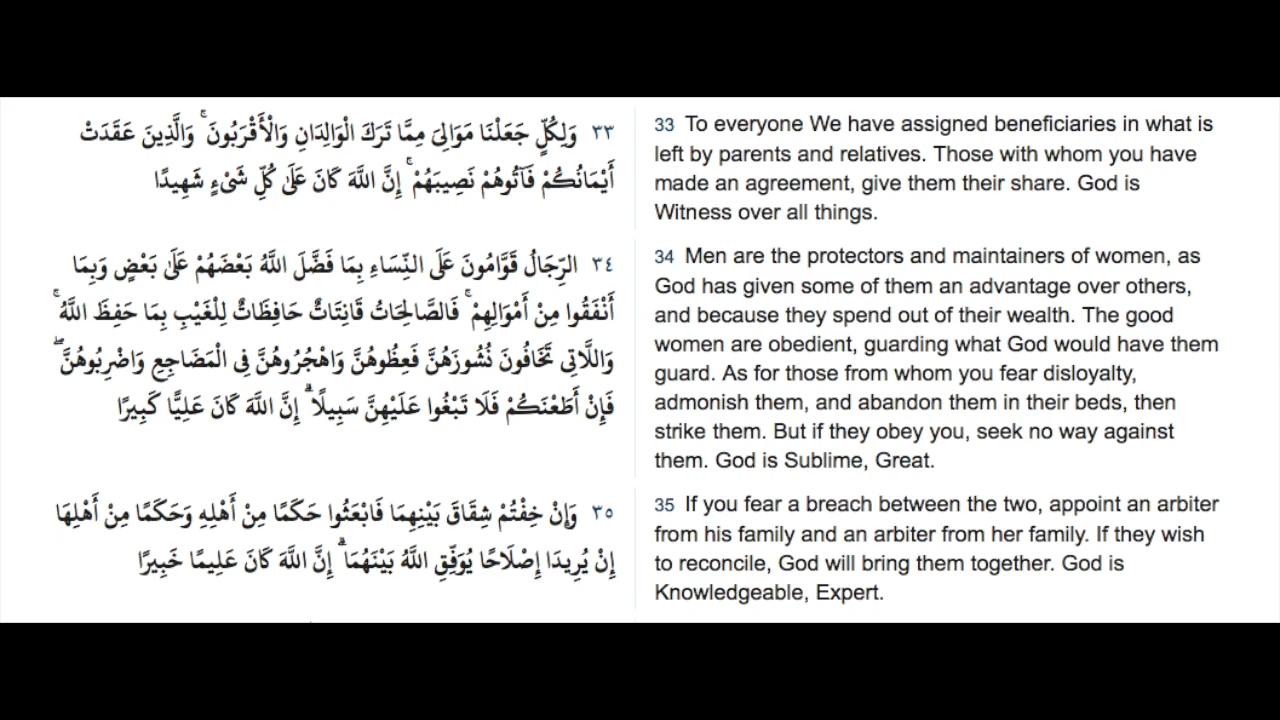 ٣٣ وَلِكُلٍّ جَعَلْنَا مَوَالِيَ مِمَّا تَرَكَ الْوَالِدَانِ وَالْأَقْرَبُونَ ۚ وَالَّذِينَ عَقَدَتْ
أَيْمَانُكُمْ فَآتُوهُمْ نَصِيبَهُمْ ۚ إِنَّ اللَّهَ كَانَ عَلَىٰ كُلِّ شَيْءٍ شَهِيدًا
33 To everyone We have assigned beneficiaries in what is
left by parents and relatives. Those with whom you have
made an agreement, give them their share. God is
Witness over all things.
٣٤ الرِّجَالُ قَوَّامُونَ عَلَى النِّسَاءِ بِمَا فَضَّلَ اللَّهُ بَعْضَهُمْ عَلَىٰ بَعْضٍ وَبِمَا
أَنْفَقُوا مِنْ أَمْوَالِهِمْ ۚ فَالصَّالِحَاتُ قَانِتَاتٌ حَافِظَاتٌ لِلْغَيْبِ بِمَا حَفِظَ اللَّهُ ۚ
وَاللَّاتِي تَخَافُونَ نُشُوزَهُنَّ فَعِظُوهُنَّ وَاهْجُرُوهُنَّ فِي الْمَضَاجِعِ وَاضْرِبُوهُنَّ ۖ
فَإِنْ أَطَعْنَكُمْ فَلَا تَبْغُوا عَلَيْهِنَّ سَبِيلًا ۗ إِنَّ اللَّهَ كَانَ عَلِيًّا كَبِيرًا
34 Men are the protectors and maintainers of women, as
God has given some of them an advantage over others,
and because they spend out of their wealth. The good
women are obedient, guarding what God would have them
guard. As for those from whom you fear disloyalty,
admonish them, and abandon them in their beds, then
strike them. But if they obey you, seek no way against
them. God is Sublime, Great.
٣٥ وَإِنْ خِفْتُمْ شِقَاقَ بَيْنِهِمَا فَابْعَثُوا حَكَمًا مِنْ أَهْلِهِ وَحَكَمًا مِنْ أَهْلِهَا
إِنْ يُرِيدَا إِصْلَاحًا يُوَفِّقِ اللَّهُ بَيْنَهُمَا ۗ إِنَّ اللَّهَ كَانَ عَلِيمًا خَبِيرًا
35 If you fear a breach between the two, appoint an arbiter
from his family and an arbiter from her family. If they wish
to reconcile, God will bring them together. God is
Knowledgeable, Expert.